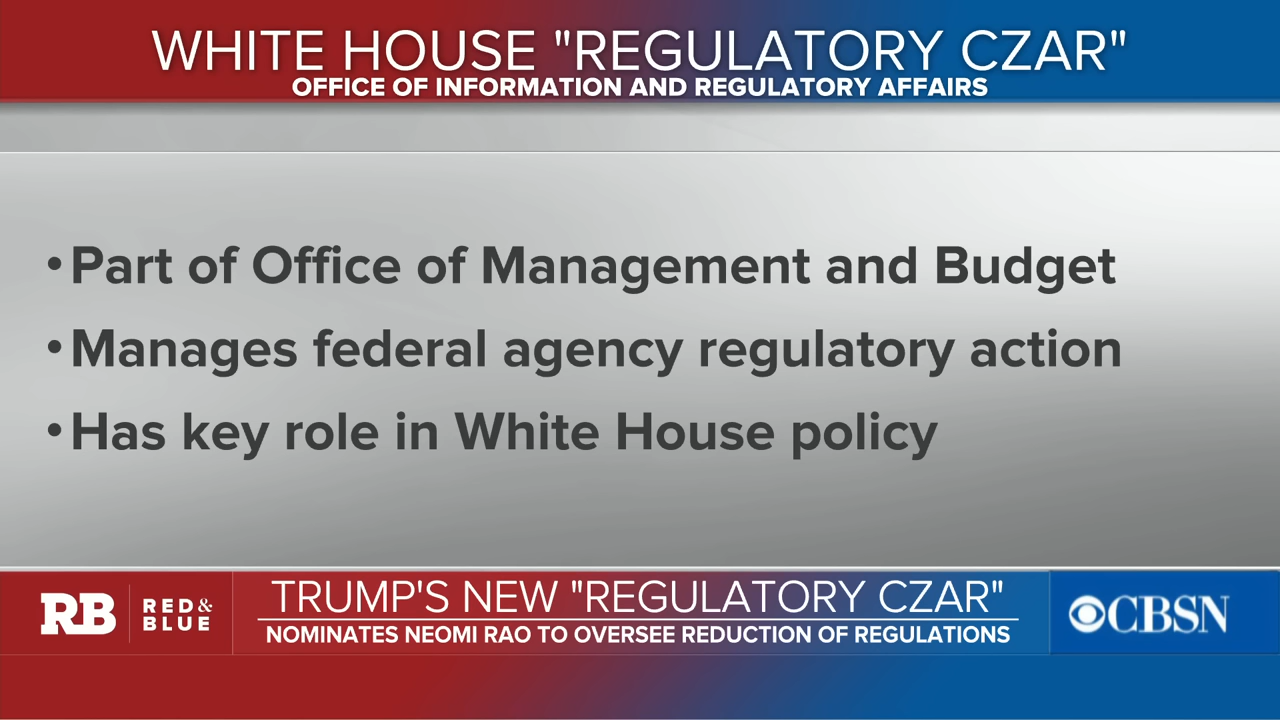 WHITE HOUSE "REGULATORY CZAR"
OFFICE OF INFORMATION AND REGULATORY AFFAIRS
• Part of Office of Management and Budget
• Manages federal agency regulatory action
• Has key role in White House policy
RB
RED &
BLUE
TRUMP'S NEW "REGULATORY CZAR"
NOMINATES NEOMI RAO TO OVERSEE REDUCTION OF REGULATIONS
CBSN